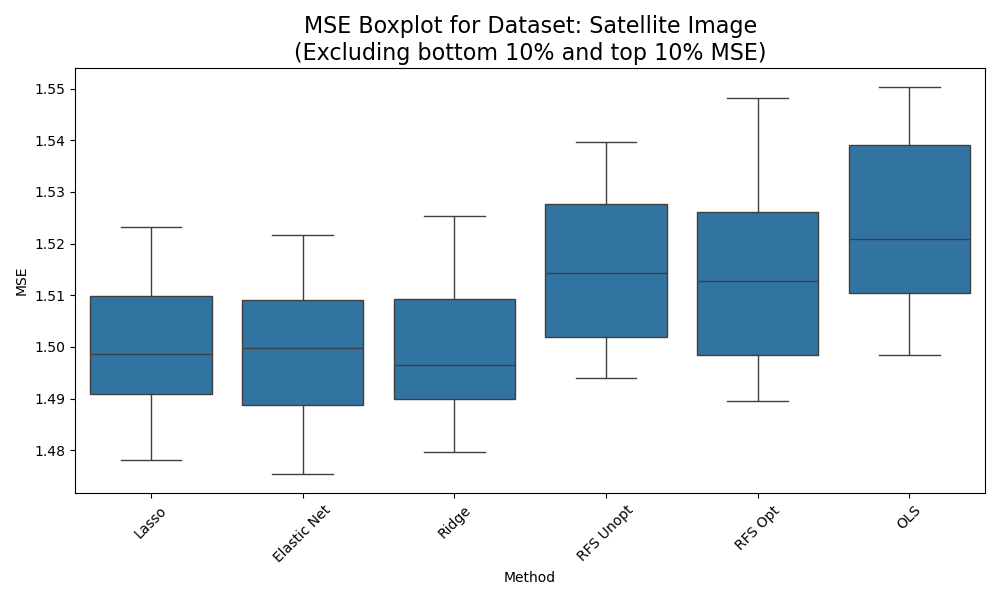 MSE Boxplot for Dataset: Satellite Image
(Excluding bottom 10% and top 10% MSE)
MSE
1.55
1.54
1.53
1.52
1.51
1.50
1.49
1.48
Lasso
Elastic Net
Ridge
RFS Unopt
RFS Opt
OLS
Method